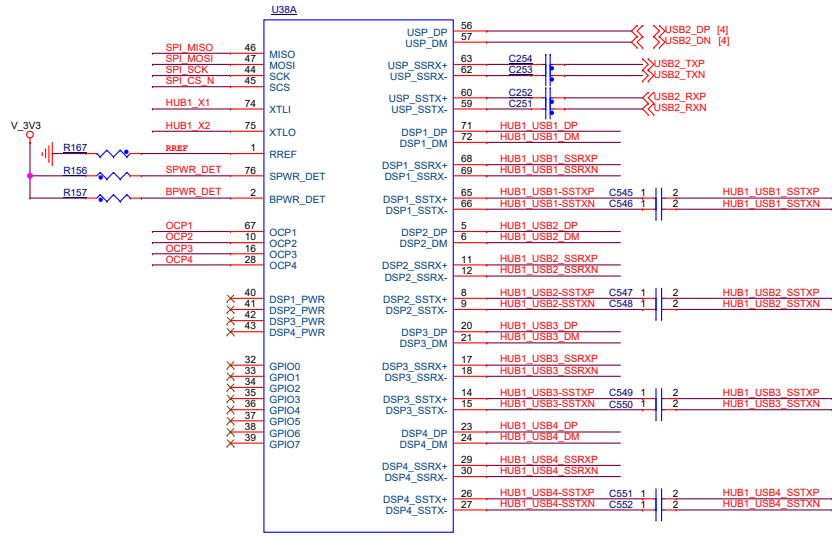 U38A
USP_DP 56 USB2_DP [4]
USP_DM 57 USB2_DN [4]
SPI_MISO 46 MISO
SPI_MOSI 47 MOSI
SPI_SCK 44 SCK
SPI_CS_N 45 SCS
USP_SSRX+ 63 C254 USB2_TXP
USP_SSRX- 62 C253 USB2_TXN
HUB1_X1 74 XTLI
USP_SSTX+ 60 C252 USB2_RXP
USP_SSTX- 59 C251 USB2_RXN
HUB1_X2 75 XTLO
DSP1_DP 71 HUB1_USB1_DP
DSP1_DM 72 HUB1_USB1_DM
V_3V3
R167 RREF 1 RREF
DSP1_SSRX+ 68 HUB1_USB1_SSRXP
DSP1_SSRX- 69 HUB1_USB1_SSRXN
R156 SPWR_DET 76 SPWR_DET
R157 BPWR_DET 2 BPWR_DET
DSP1_SSTX+ 65 HUB1_USB1-SSTXP C545 1 2 HUB1_USB1_SSTXP
DSP1_SSTX- 66 HUB1_USB1-SSTXN C546 1 2 HUB1_USB1_SSTXN
OCP1 67 OCP1
OCP2 10 OCP2
OCP3 16 OCP3
OCP4 28 OCP4
DSP2_DP 5 HUB1_USB2_DP
DSP2_DM 6 HUB1_USB2_DM
DSP2_SSRX+ 11 HUB1_USB2_SSRXP
DSP2_SSRX- 12 HUB1_USB2_SSRXN
40 DSP1_PWR
41 DSP2_PWR
42 DSP3_PWR
43 DSP4_PWR
DSP2_SSTX+ 8 HUB1_USB2-SSTXP C547 1 2 HUB1_USB2_SSTXP
DSP2_SSTX- 9 HUB1_USB2-SSTXN C548 1 2 HUB1_USB2_SSTXN
DSP3_DP 20 HUB1_USB3_DP
DSP3_DM 21 HUB1_USB3_DM
32 GPIO0
33 GPIO1
34 GPIO2
35 GPIO3
36 GPIO4
37 GPIO5
38 GPIO6
39 GPIO7
DSP3_SSRX+ 17 HUB1_USB3_SSRXP
DSP3_SSRX- 18 HUB1_USB3_SSRXN
DSP3_SSTX+ 14 HUB1_USB3-SSTXP C549 1 2 HUB1_USB3_SSTXP
DSP3_SSTX- 15 HUB1_USB3-SSTXN C550 1 2 HUB1_USB3_SSTXN
DSP4_DP 23 HUB1_USB4_DP
DSP4_DM 24 HUB1_USB4_DM
DSP4_SSRX+ 29 HUB1_USB4_SSRXP
DSP4_SSRX- 30 HUB1_USB4_SSRXN
DSP4_SSTX+ 26 HUB1_USB4-SSTXP C551 1 2 HUB1_USB4_SSTXP
DSP4_SSTX- 27 HUB1_USB4-SSTXN C552 1 2 HUB1_USB4_SSTXN